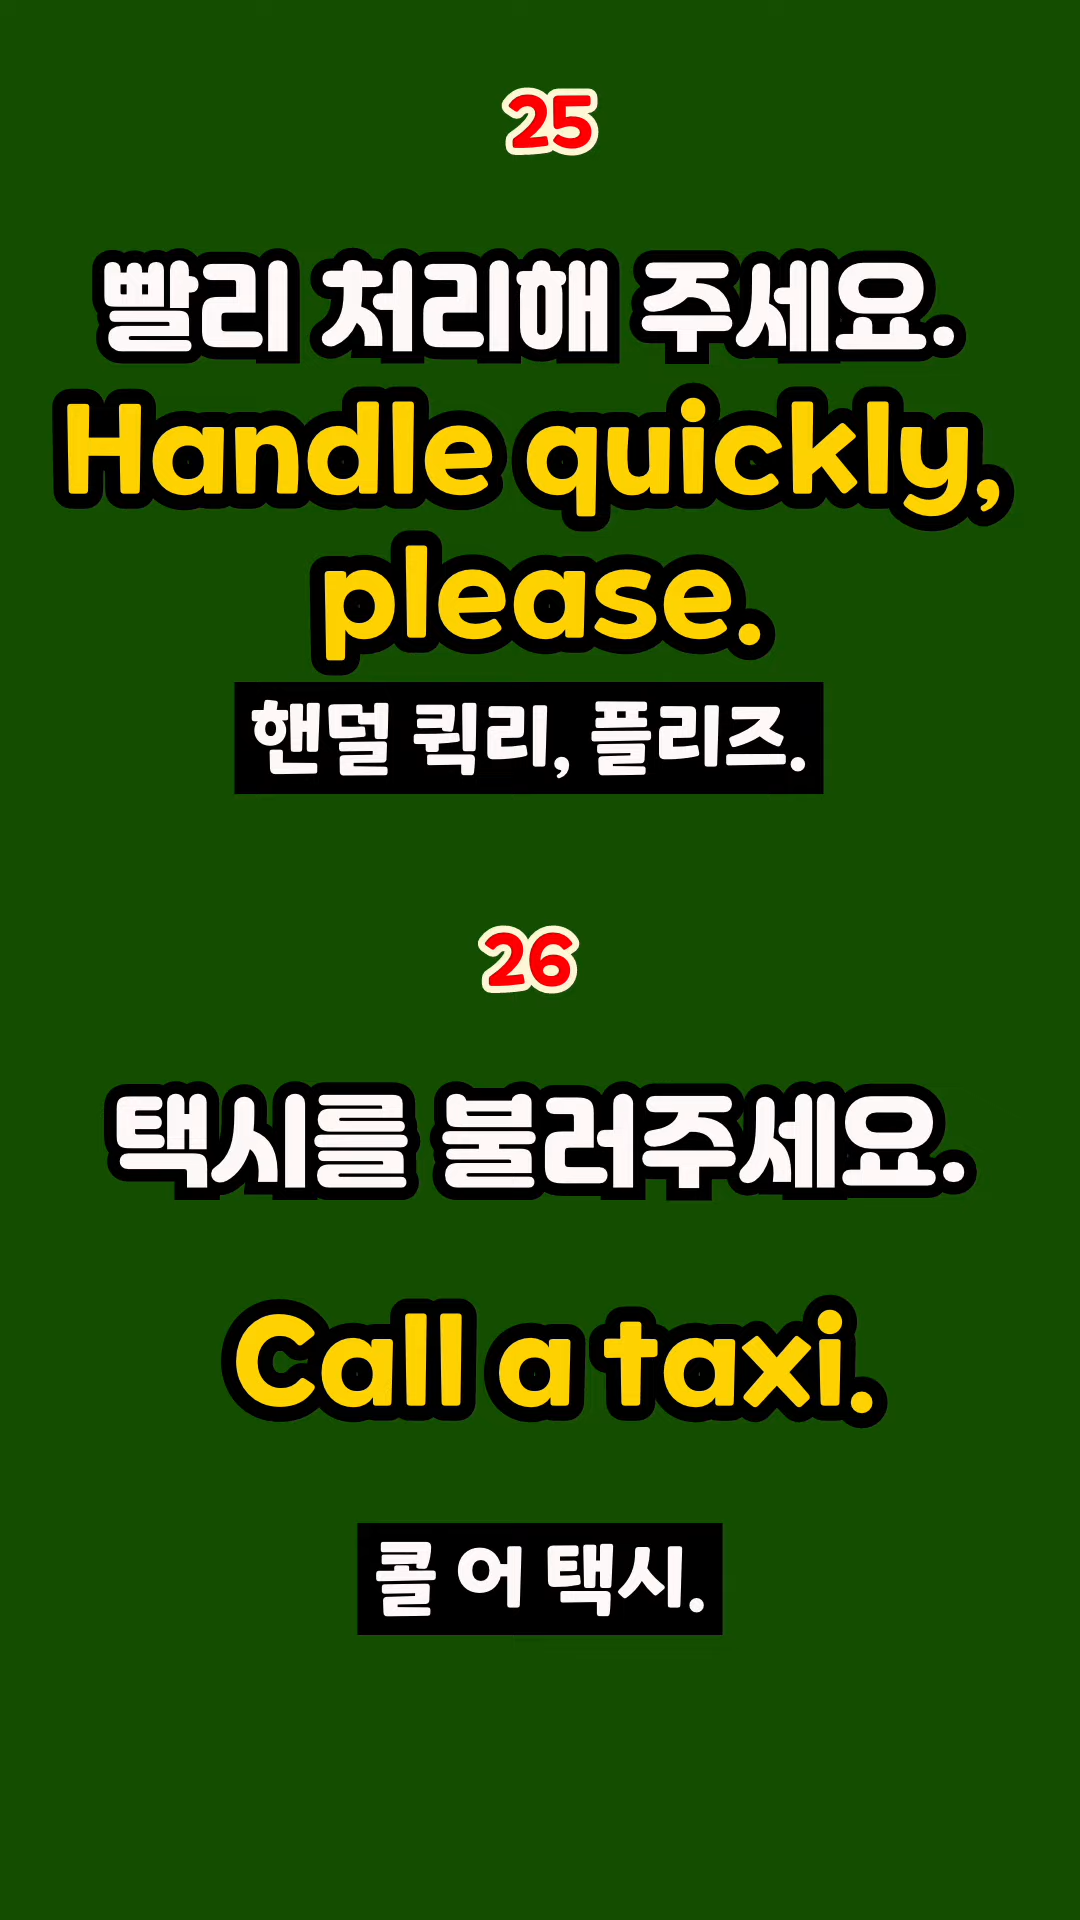 25
빨리 처리해 주세요.
Handle quickly,
please.
핸덜 퀵리, 플리즈.
26
택시를 불러주세요.
Call a taxi.
콜 어 택시.